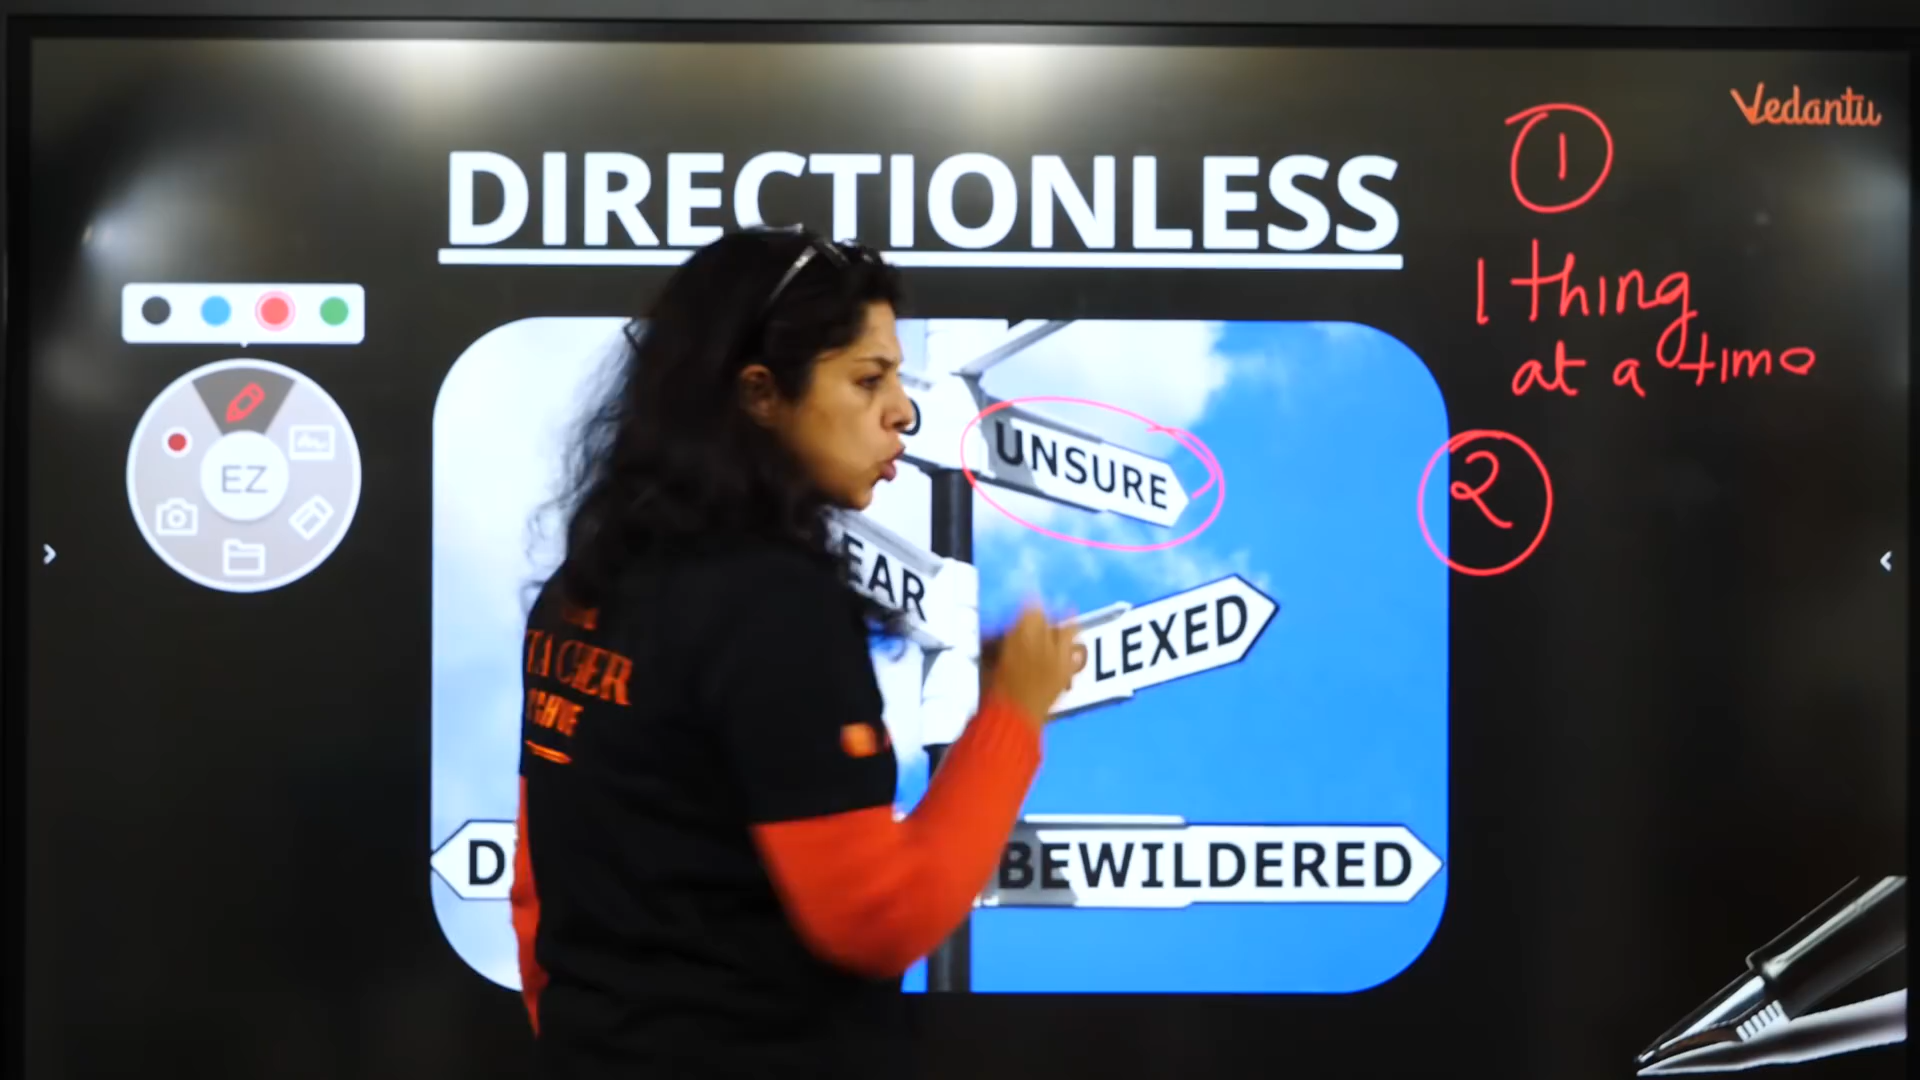 Vedantu
DIRECTIONLESS
1
1 thing
at a time
2
EZ
UNSURE
EAR
PLEXED
D
BEWILDERED